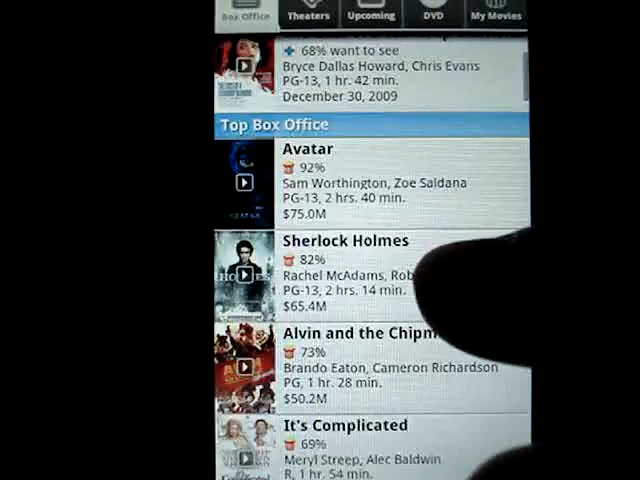 Box Office Theaters Upcoming DVD My Movies
68% want to see
Bryce Dallas Howard, Chris Evans
PG-13, 1 hr. 42 min.
December 30, 2009
Top Box Office
Avatar
92%
Sam Worthington, Zoe Saldana
PG-13, 2 hrs. 40 min.
$75.0M
Sherlock Holmes
82%
Rachel McAdams, Rob
PG-13, 2 hrs. 14 min.
$65.4M
Alvin and the Chipm
73%
Brando Eaton, Cameron Richardson
PG, 1 hr. 28 min.
$50.2M
It's Complicated
69%
Meryl Streep, Alec Baldwin
R, 1 hr. 54 min.